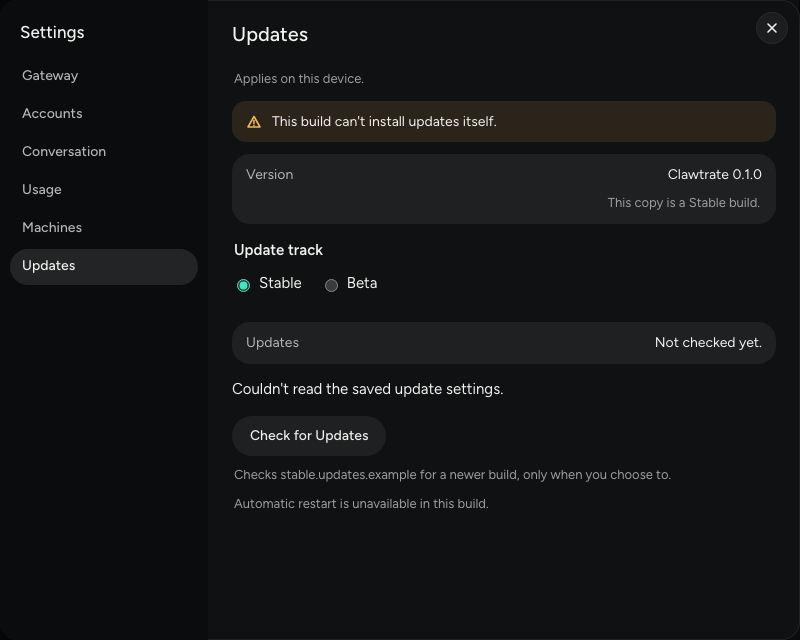 Settings
Gateway
Accounts
Conversation
Usage
Machines
Updates
Updates
Applies on this device.
This build can't install updates itself.
Version
Clawtrate 0.1.0
This copy is a Stable build.
Update track
Stable
Beta
Updates
Not checked yet.
Couldn't read the saved update settings.
Check for Updates
Checks stable.updates.example for a newer build, only when you choose to.
Automatic restart is unavailable in this build.